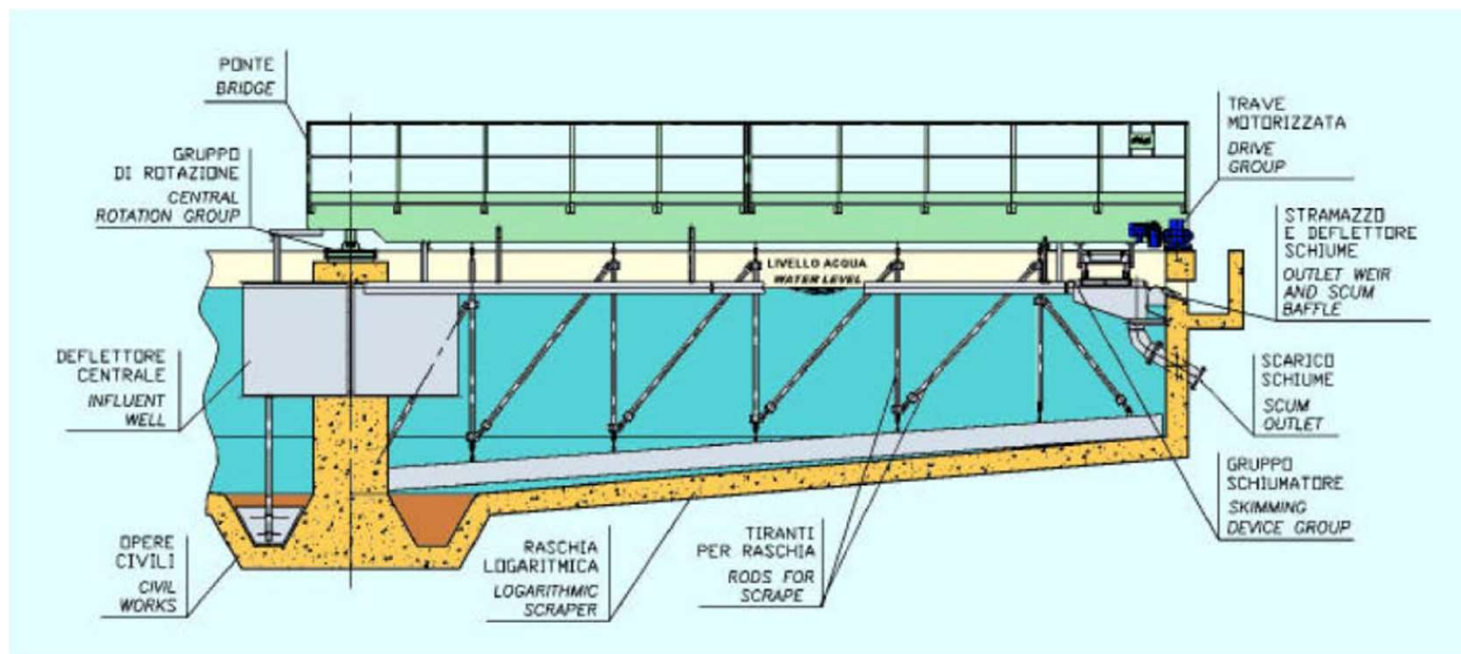 PONTE
BRIDGE
GRUPPO
DI ROTAZIONE
CENTRAL
ROTATION GROUP
TRAVE
MOTORIZZATA
DRIVE
GROUP
STRAMAZZO
E DEFLETTORE
SCHIUME
OUTLET WEIR
AND SCUM
BAFFLE
LIVELLO ACQUA
WATER LEVEL
DEFLETTORE
CENTRALE
INFLUENT
WELL
SCARICO
SCHIUME
SCUM
OUTLET
GRUPPO
SCHIUMATORE
SKIMMING
DEVICE GROUP
OPERE
CIVILI
CIVIL
WORKS
RASCHIA
LOGARITMICA
LOGARITHMIC
SCRAPER
TIRANTI
PER RASCHIA
RODS FOR
SCRAPE